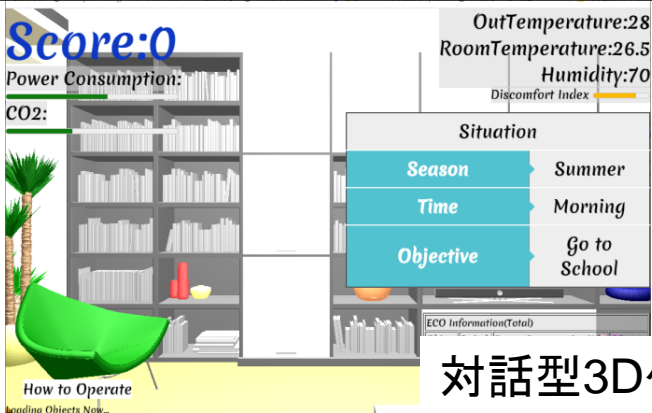 Score:0
Power Consumption:
CO2:
OutTemperature:28
RoomTemperature:26.5
Humidity:70
Discomfort Index
Situation
Season Summer
Time Morning
Objective Go to
School
ECO Information(Total)
How to Operate
Loading Objects Now...
対話型3D